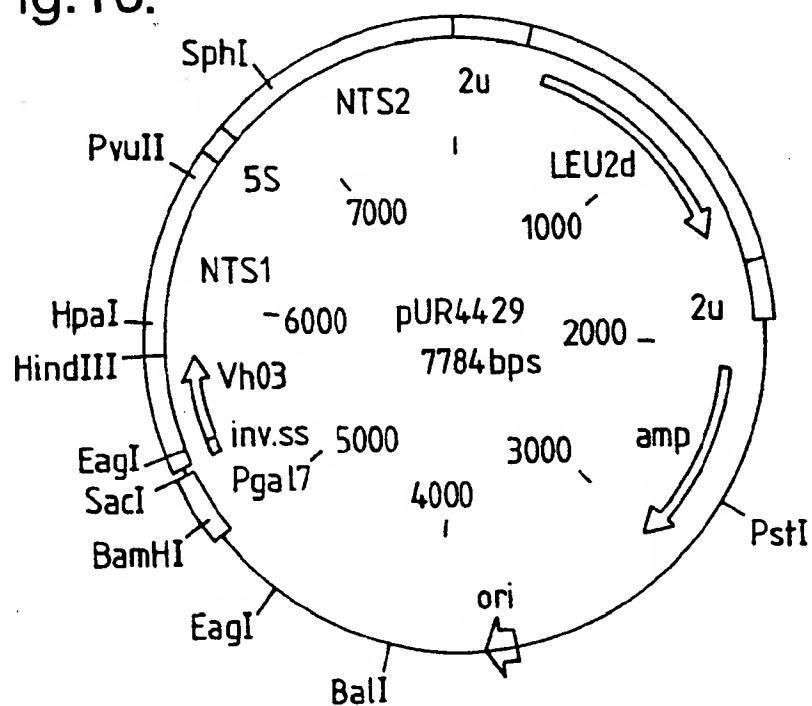 ig. 10.
SphI
NTS2
2u
PvuII
5S
LEU2d
7000
1000
NTS1
HpaI
6000
pUR4429
2000
2u
HindIII
7784bps
Vh03
EagI
inv.ss
5000
3000
amp
SacI
Pgal7
4000
BamHI
PstI
EagI
ori
BalI